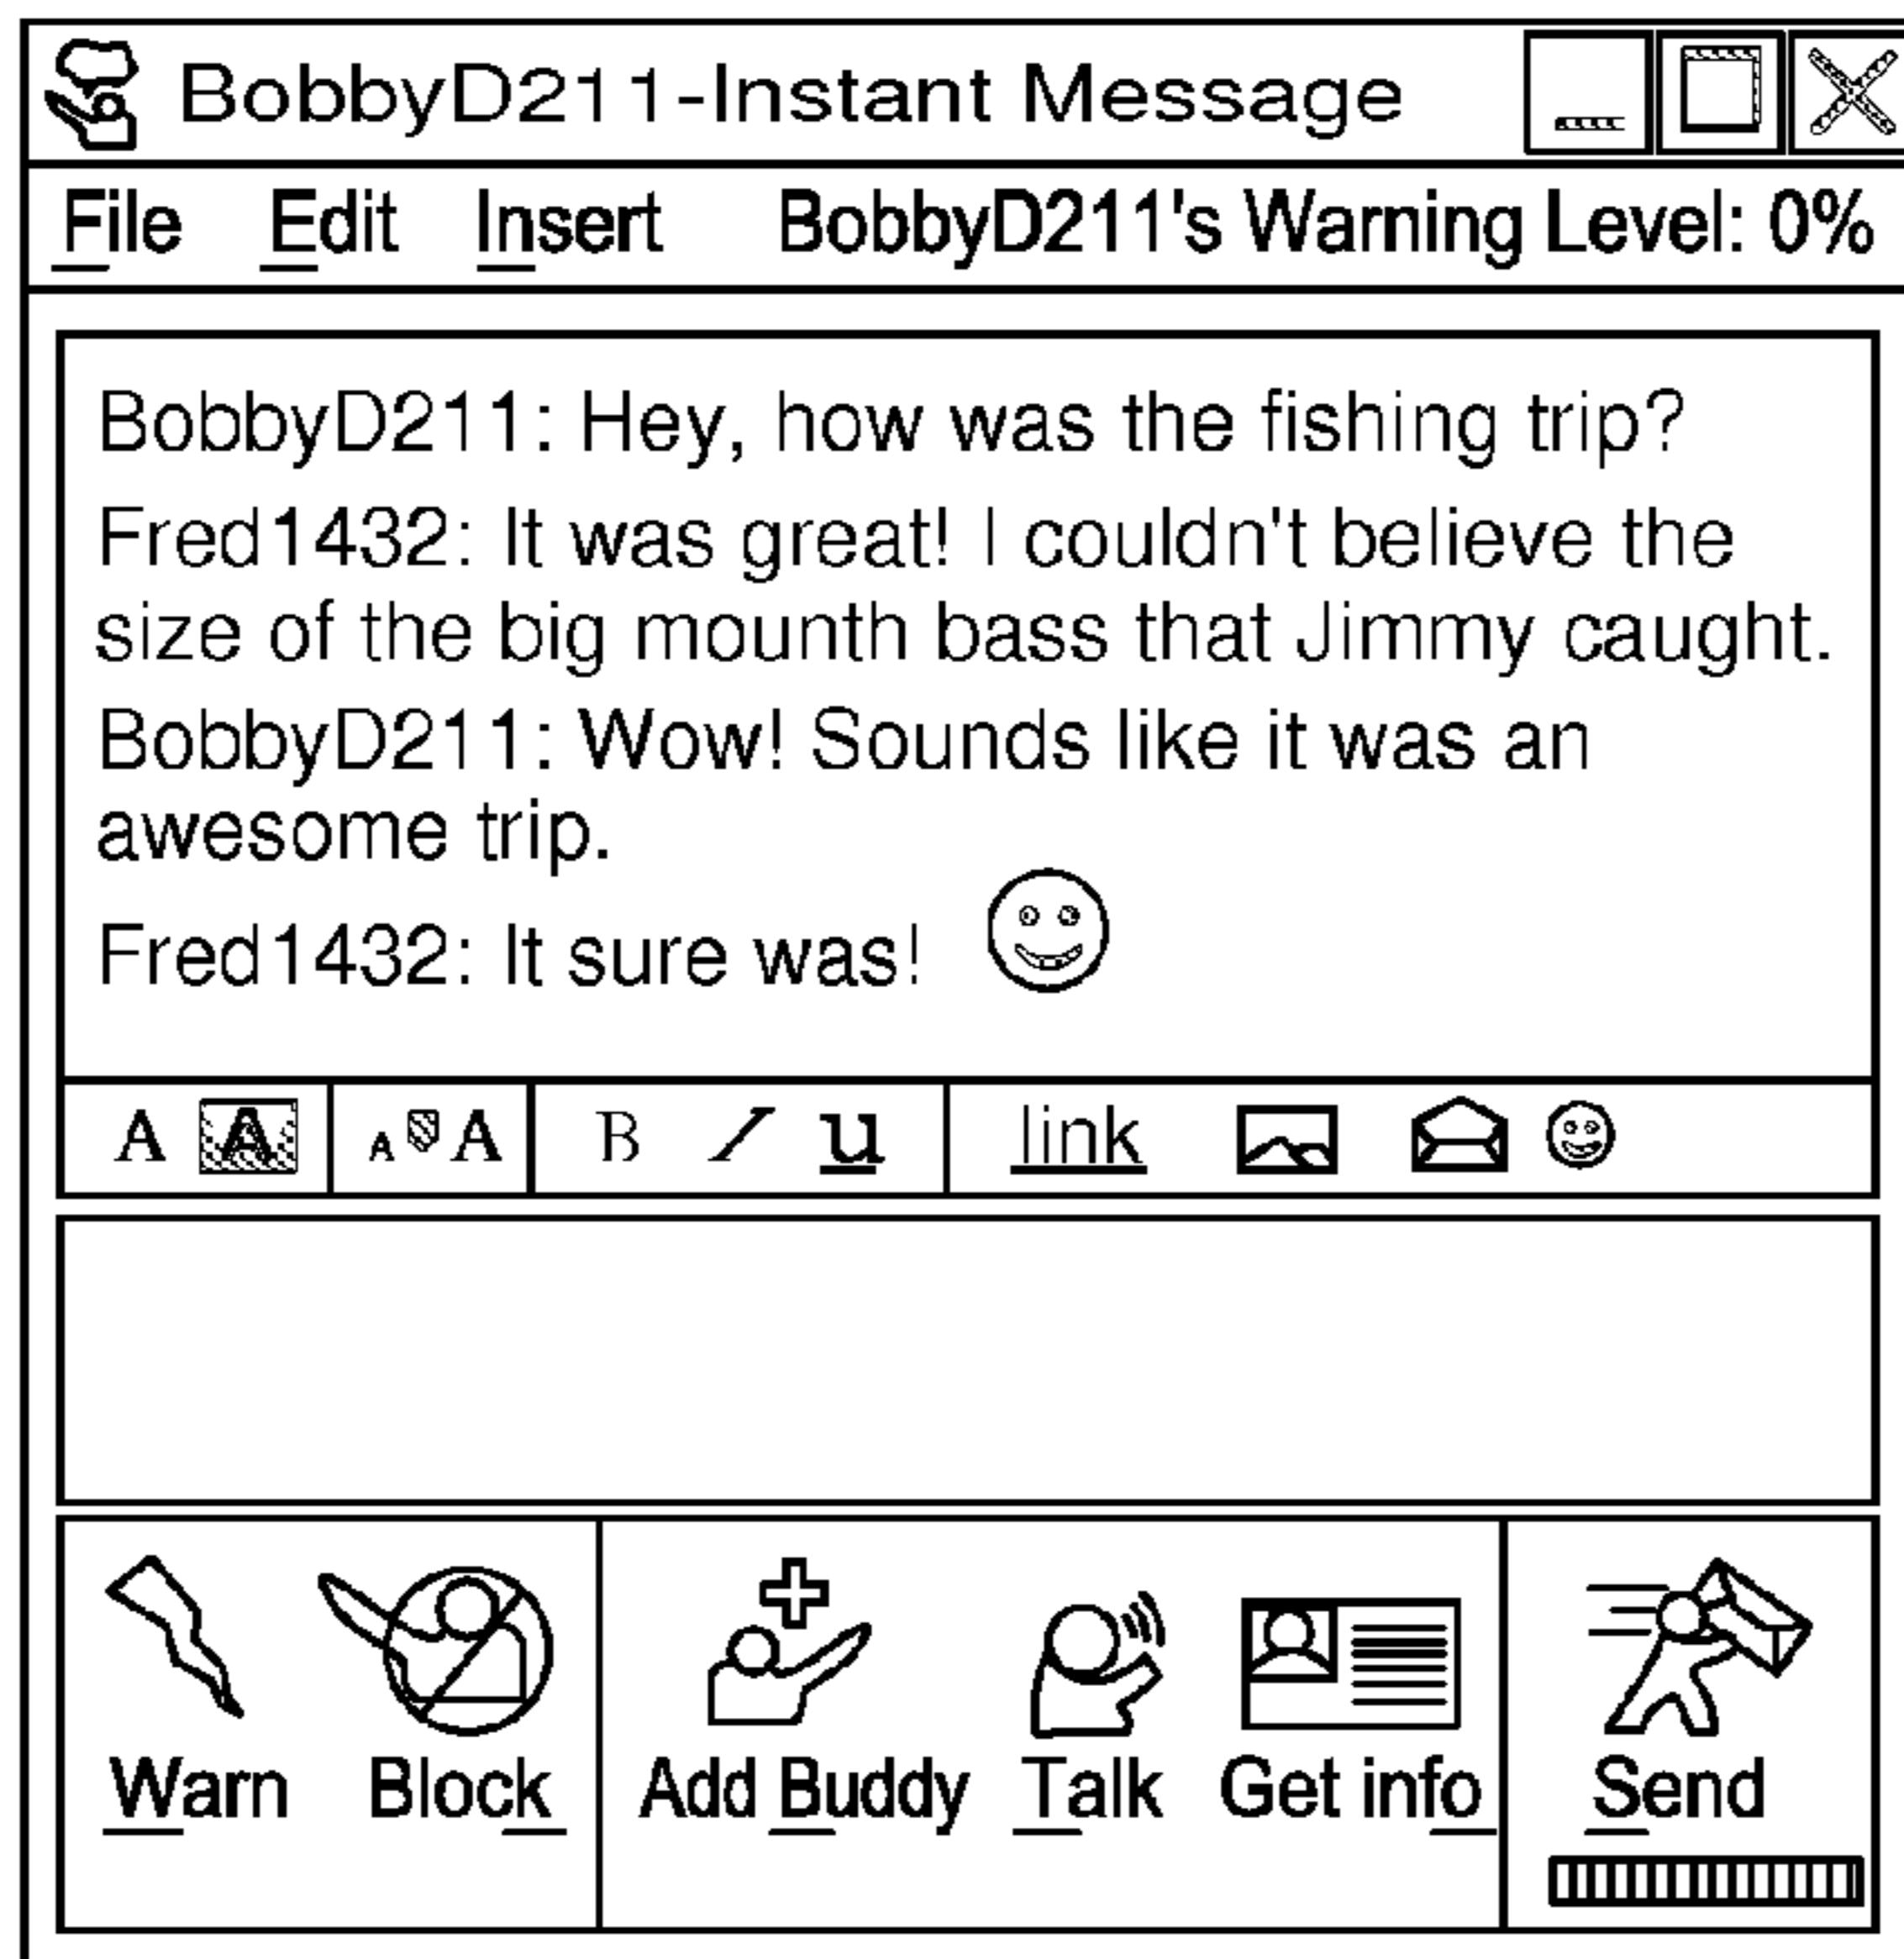 BobbyD211-Instant Message
File Edit Insert BobbyD211's Warning Level: 0%
BobbyD211: Hey, how was the fishing trip?
Fred1432: It was great! I couldn't believe the
size of the big mounth bass that Jimmy caught.
BobbyD211: Wow! Sounds like it was an
awesome trip.
Fred1432: It sure was!
A A A A B I u link
Warn Block Add Buddy Talk Get info Send